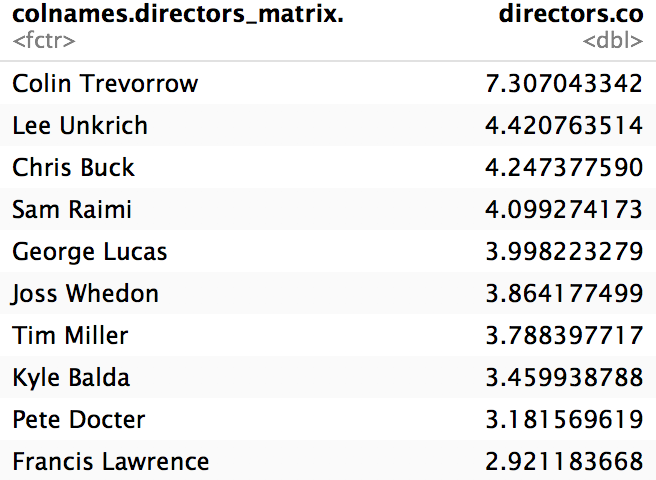 colnames.directors_matrix. directors.co
<fctr> <dbl>
Colin Trevorrow 7.307043342
Lee Unkrich 4.420763514
Chris Buck 4.247377590
Sam Raimi 4.099274173
George Lucas 3.998223279
Joss Whedon 3.864177499
Tim Miller 3.788397717
Kyle Balda 3.459938788
Pete Docter 3.181569619
Francis Lawrence 2.921183668